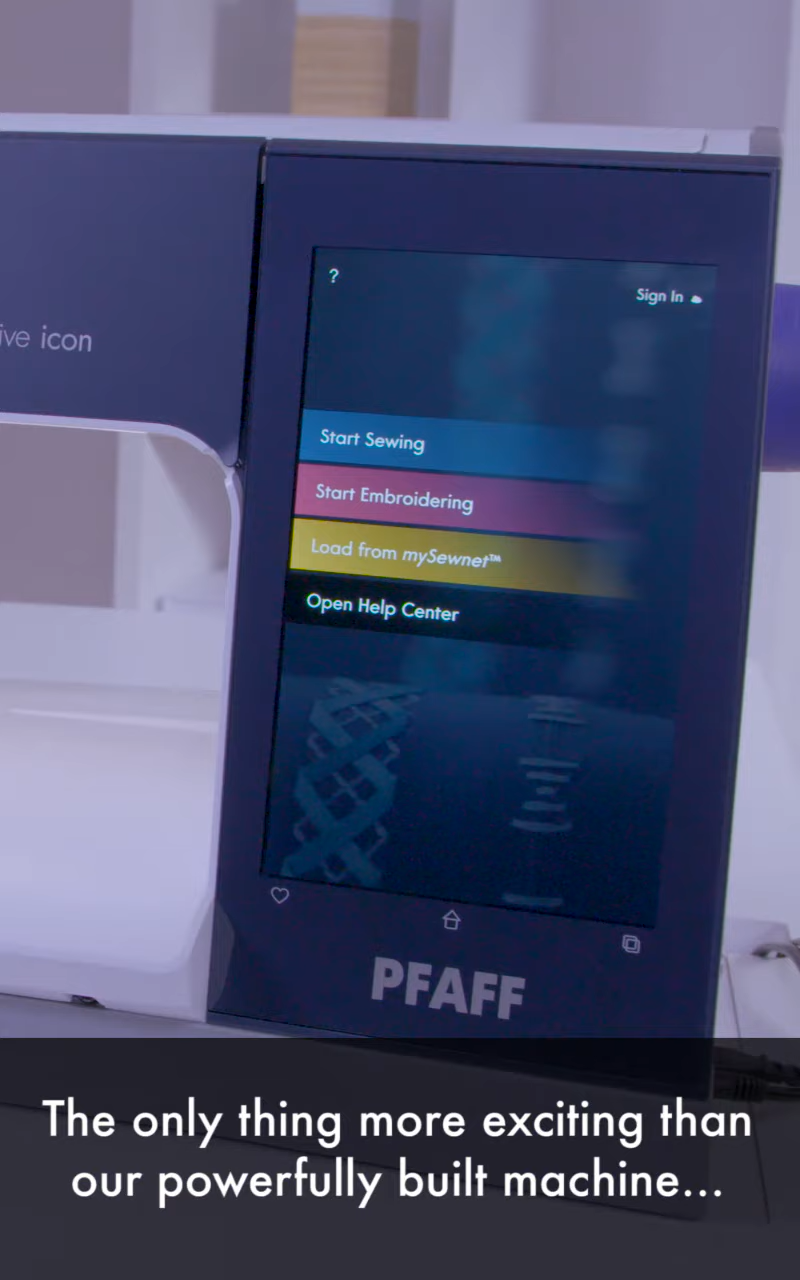 ?
Sign In
ive icon
Start Sewing
Start Embroidering
Load from mySewnet™
Open Help Center
PFAFF
The only thing more exciting than
our powerfully built machine...